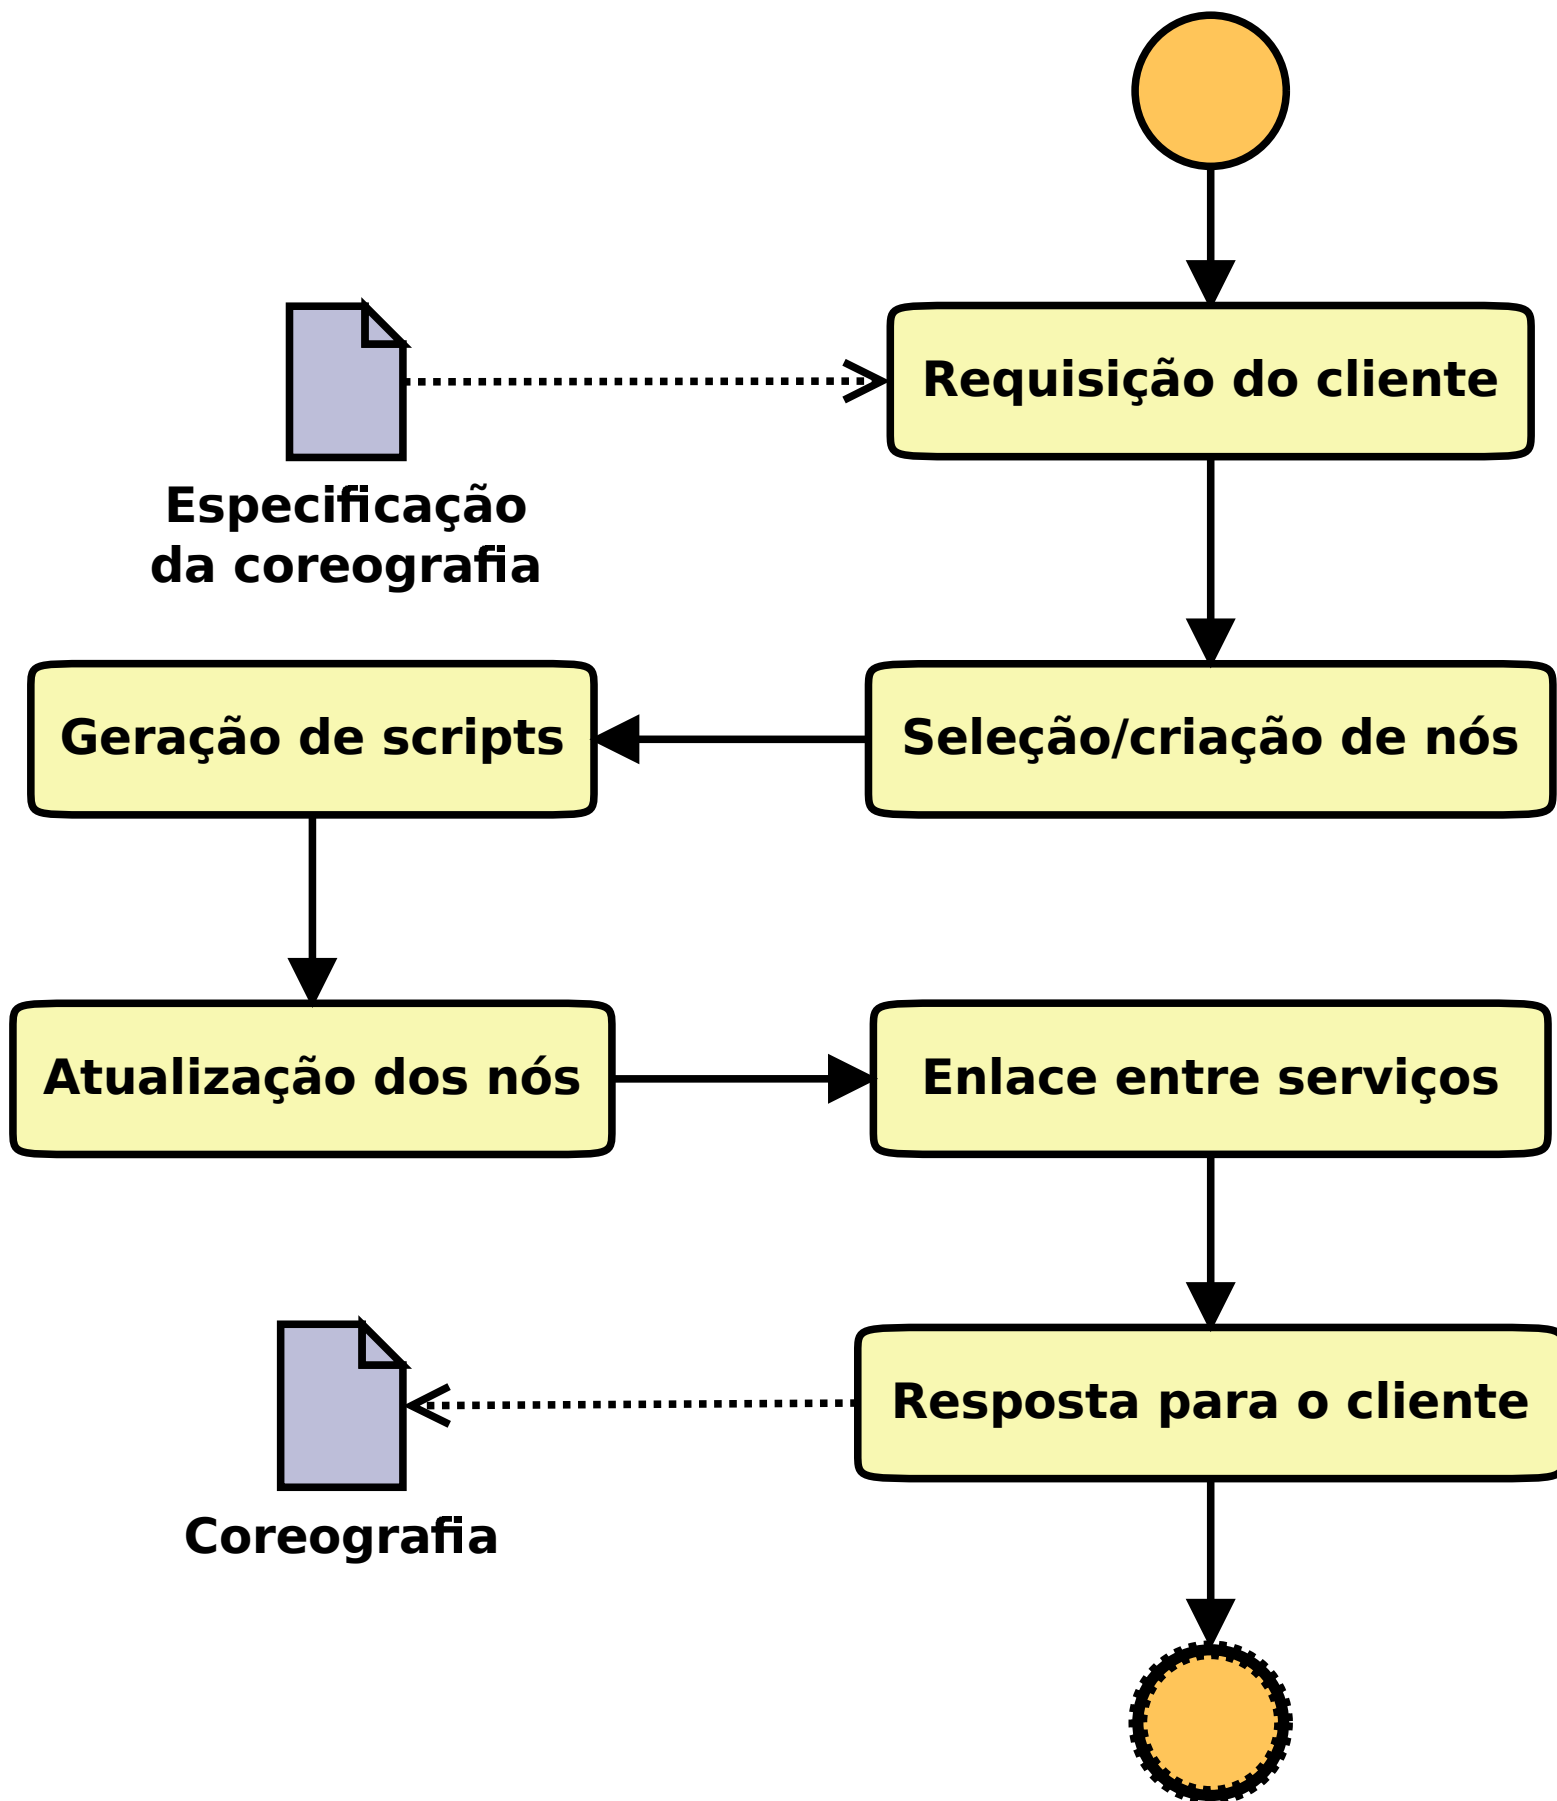 Requisição do cliente
Especificação
da coreografia
Seleção/criação de nós
Geração de scripts
Atualização dos nós
Enlace entre serviços
Resposta para o cliente
Coreografia